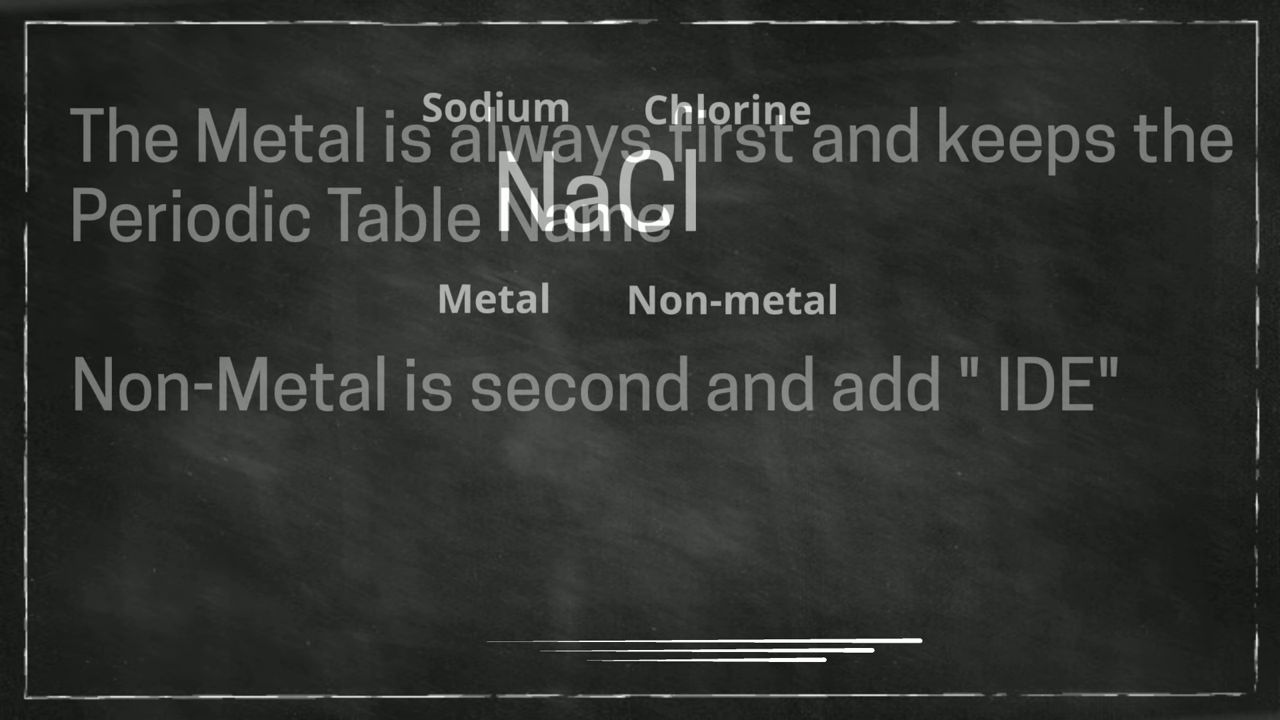 Sodium Chlorine
The Metal is always first and keeps the
NaCl
Periodic Table Name
Metal Non-metal
Non-Metal is second and add " IDE"